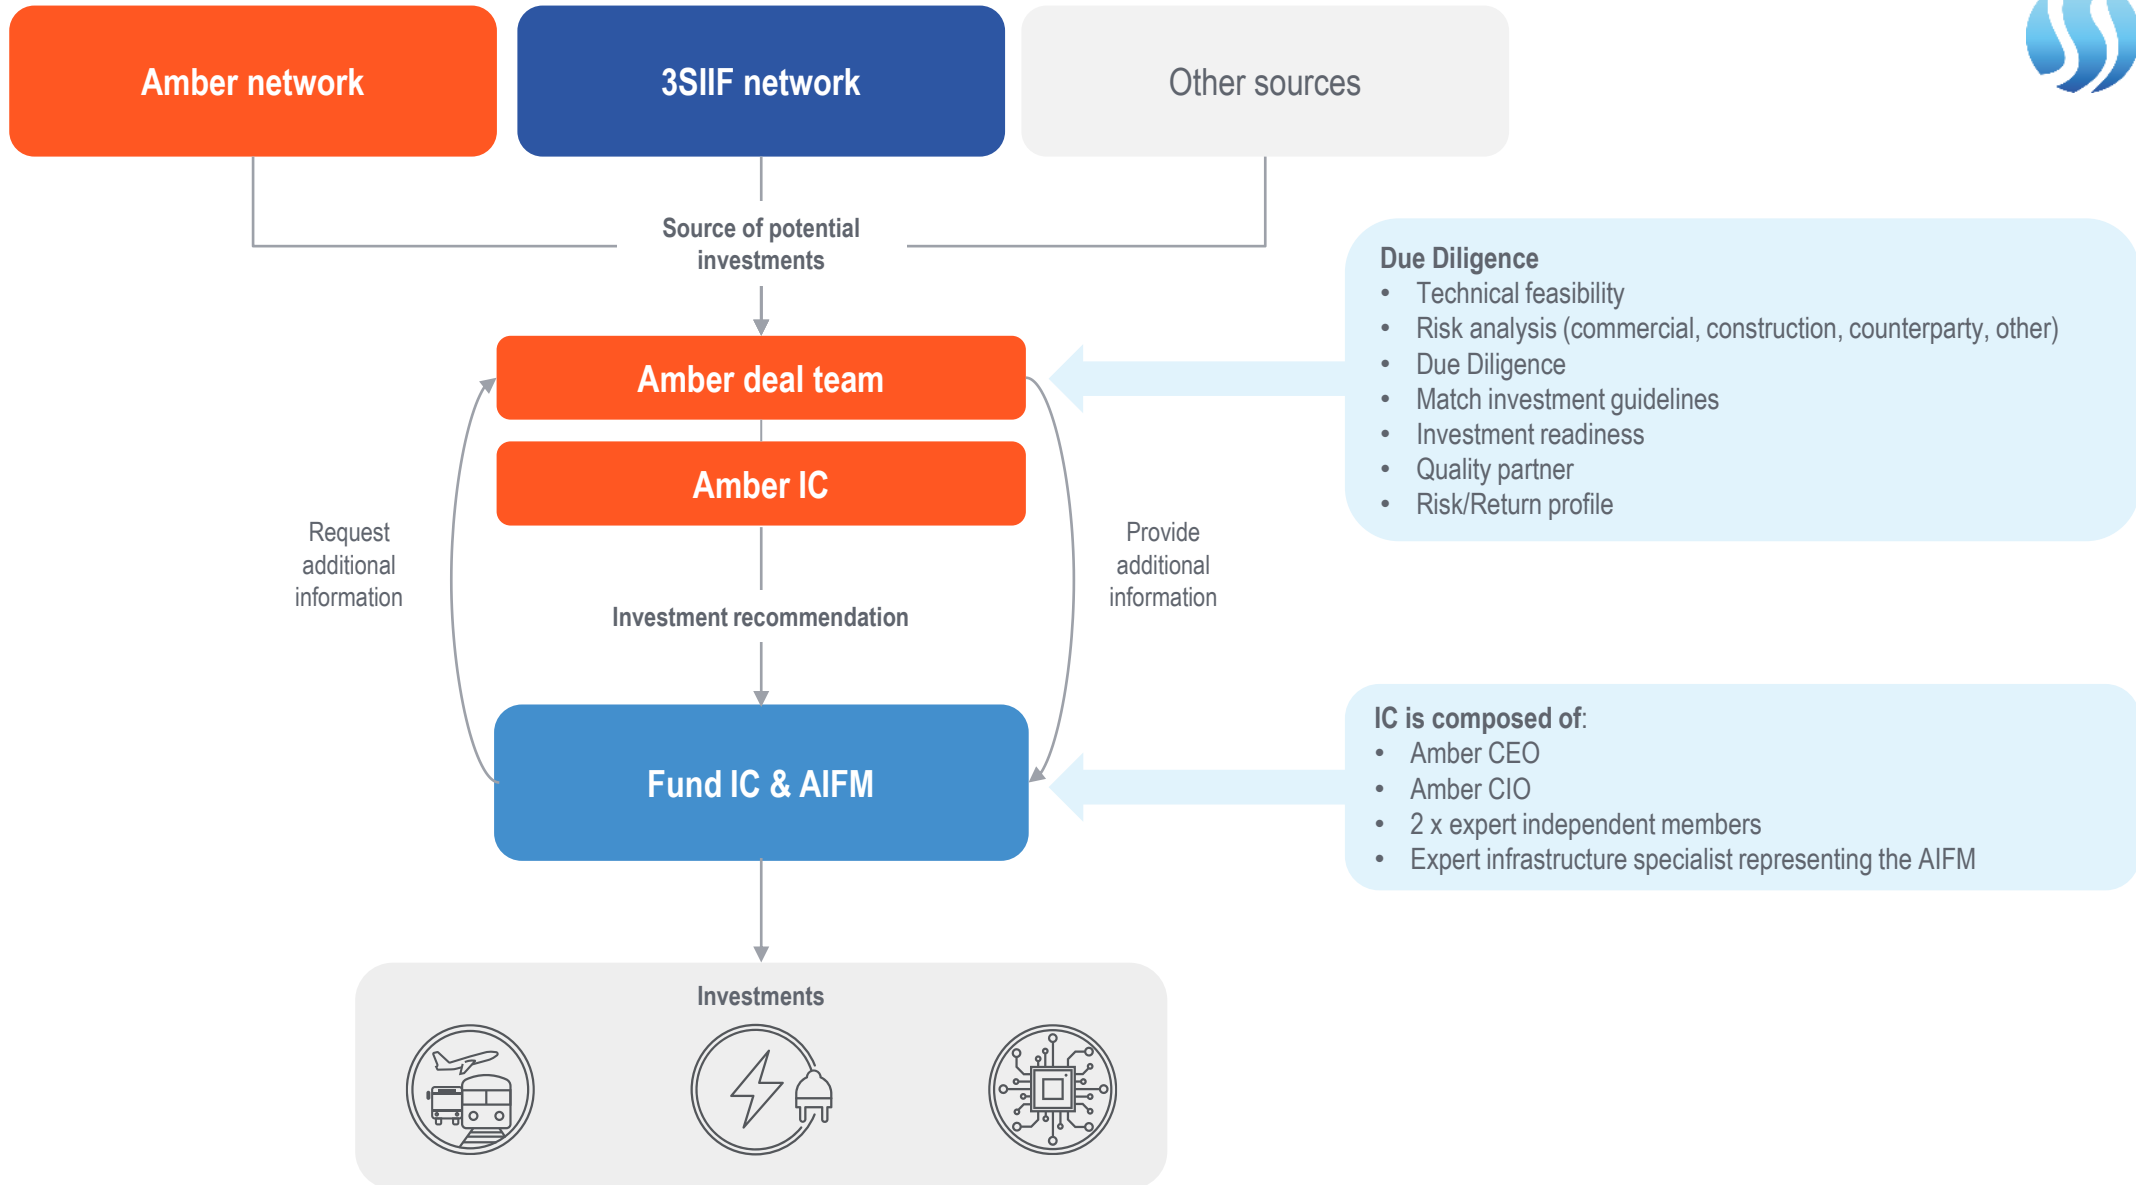 Amber network
3SIIF network
Other sources
Source of potential
investments
Due Diligence
• Technical feasibility
• Risk analysis (commercial, construction, counterparty, other)
• Due Diligence
• Match investment guidelines
• Investment readiness
• Quality partner
• Risk/Return profile
Amber deal team
Amber IC
Request
additional
information
Provide
additional
information
Investment recommendation
Fund IC & AIFM
IC is composed of:
• Amber CEO
• Amber CIO
• 2 x expert independent members
• Expert infrastructure specialist representing the AIFM
Investments